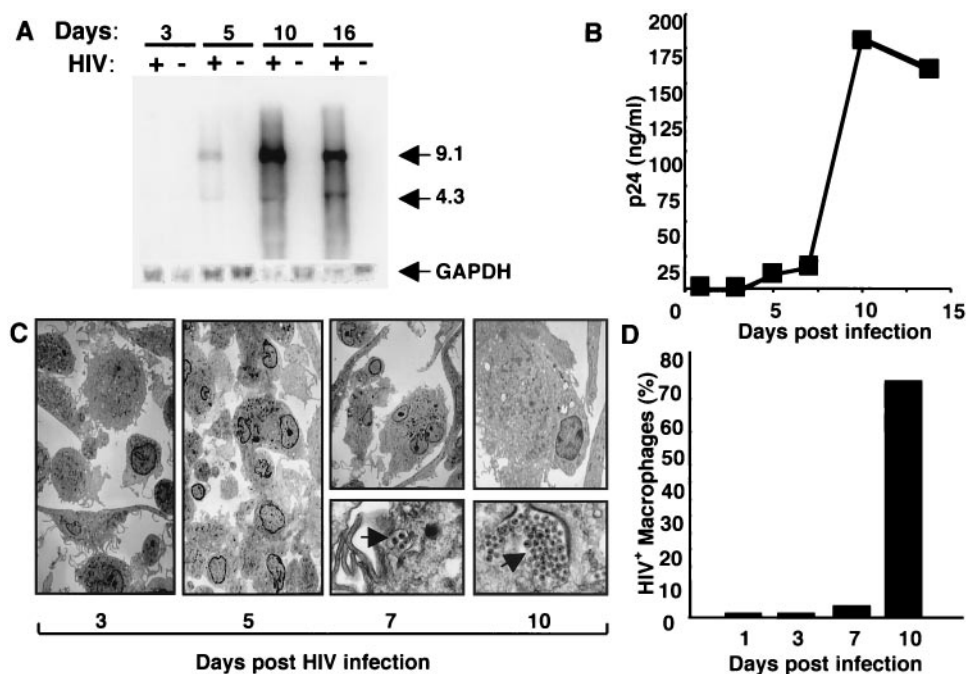 A
Days: 3 5 10 16
HIV: + - + - + - + -
9.1
4.3
GAPDH
B
p24 (ng/ml)
200
175
150
125
100
75
50
25
0
5 10 15
Days post infection
C
3 5 7 10
Days post HIV infection
D
HIV+ Macrophages (%)
80
70
60
50
40
30
20
10
0
1 3 7 10
Days post infection